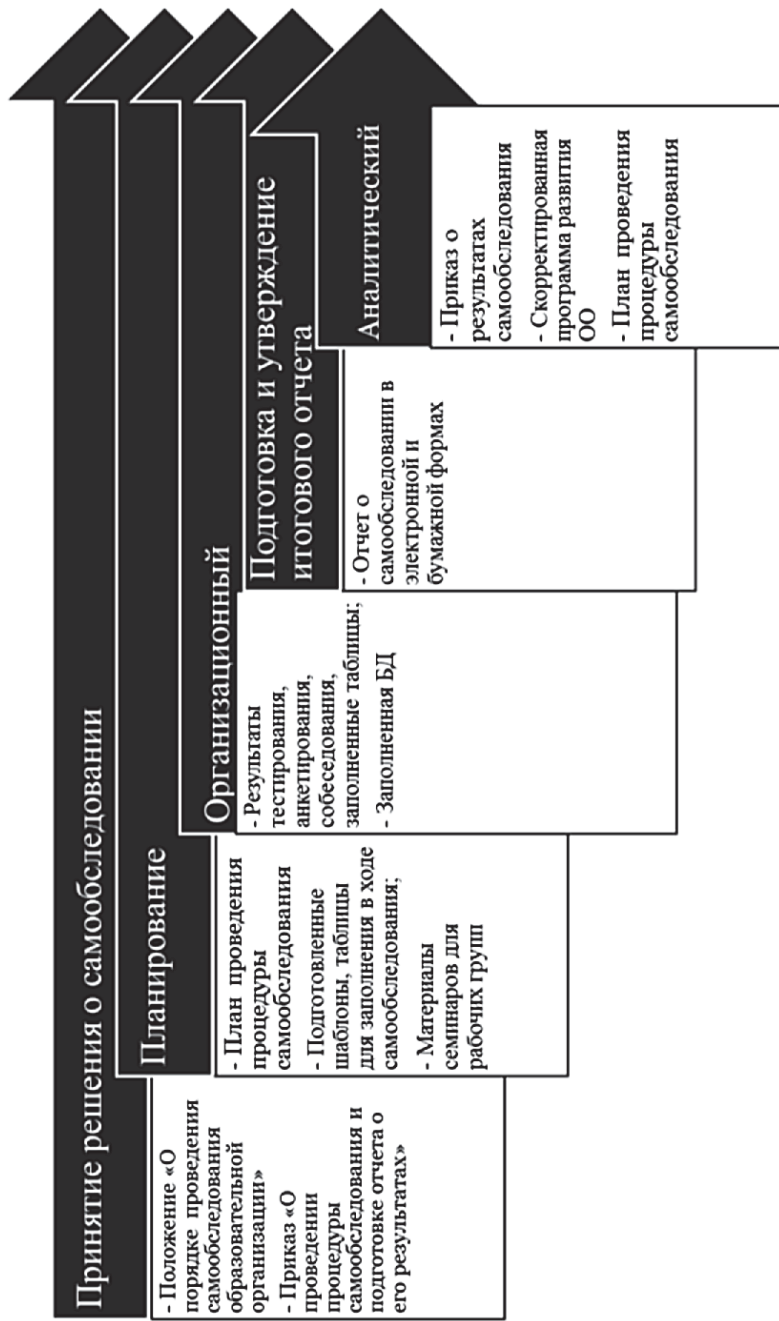 Принятие решения о самообследовании
- Положение «О
порядке проведения
самообследования
образовательной
организации»
- Приказ «О
проведении
процедуры
самообследования и
подготовке отчета о
его результатах»
Планирование
- План проведения
процедуры
самообследования
- Подготовленные
шаблоны, таблицы
для заполнения в ходе
самообследования;
- Материалы
семинаров для
рабочих групп
Организационный
- Результаты
тестирования,
анкетирования,
собеседования,
заполненные таблицы;
- Заполненная БД
Подготовка и утверждение
итогового отчета
- Отчет о
самообследовании в
электронной и
бумажной формах
Аналитический
- Приказ о
результатах
самообследования
- Скорректированная
программа развития
ОО
- План проведения
процедуры
самообследования